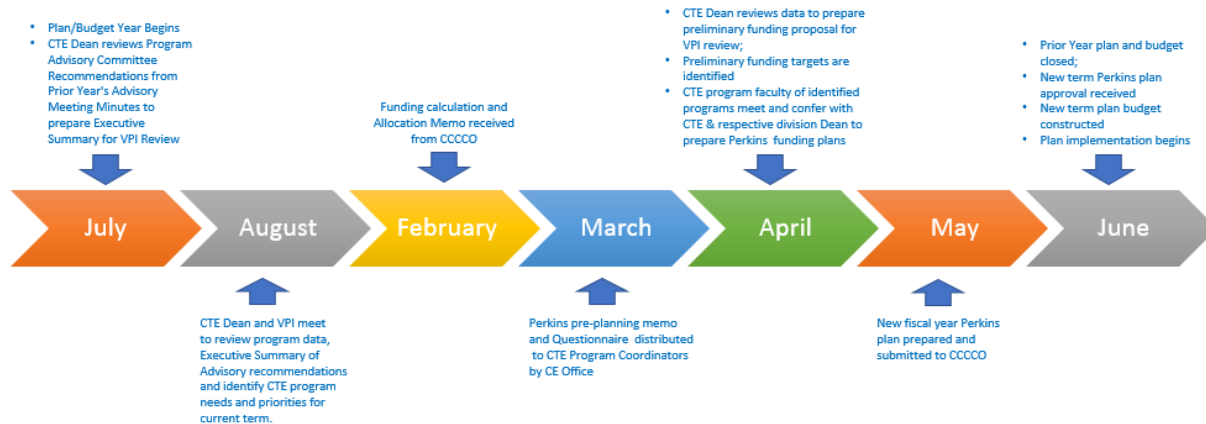 • Plan/Budget Year Begins
• CTE Dean reviews Program
Advisory Committee
Recommendations from
Prior Year's Advisory
Meeting Minutes to
prepare Executive
Summary for VPI Review
Funding calculation and
Allocation Memo received
from CCCCO
• CTE Dean reviews data to prepare
preliminary funding proposal for
VPI review;
• Preliminary funding targets are
identified
• CTE program faculty of identified
programs meet and confer with
CTE & respective division Dean to
prepare Perkins funding plans
• Prior Year plan and budget
closed;
• New term Perkins plan
approval received
• New term plan budget
constructed
• Plan implementation begins
July
August
February
March
April
May
June
CTE Dean and VPI meet
to review program data,
Executive Summary of
Advisory recommendations
and identify CTE program
needs and priorities for
current term.
Perkins pre-planning memo
and Questionnaire distributed
to CTE Program Coordinators
by CE Office
New fiscal year Perkins
plan prepared and
submitted to CCCCO